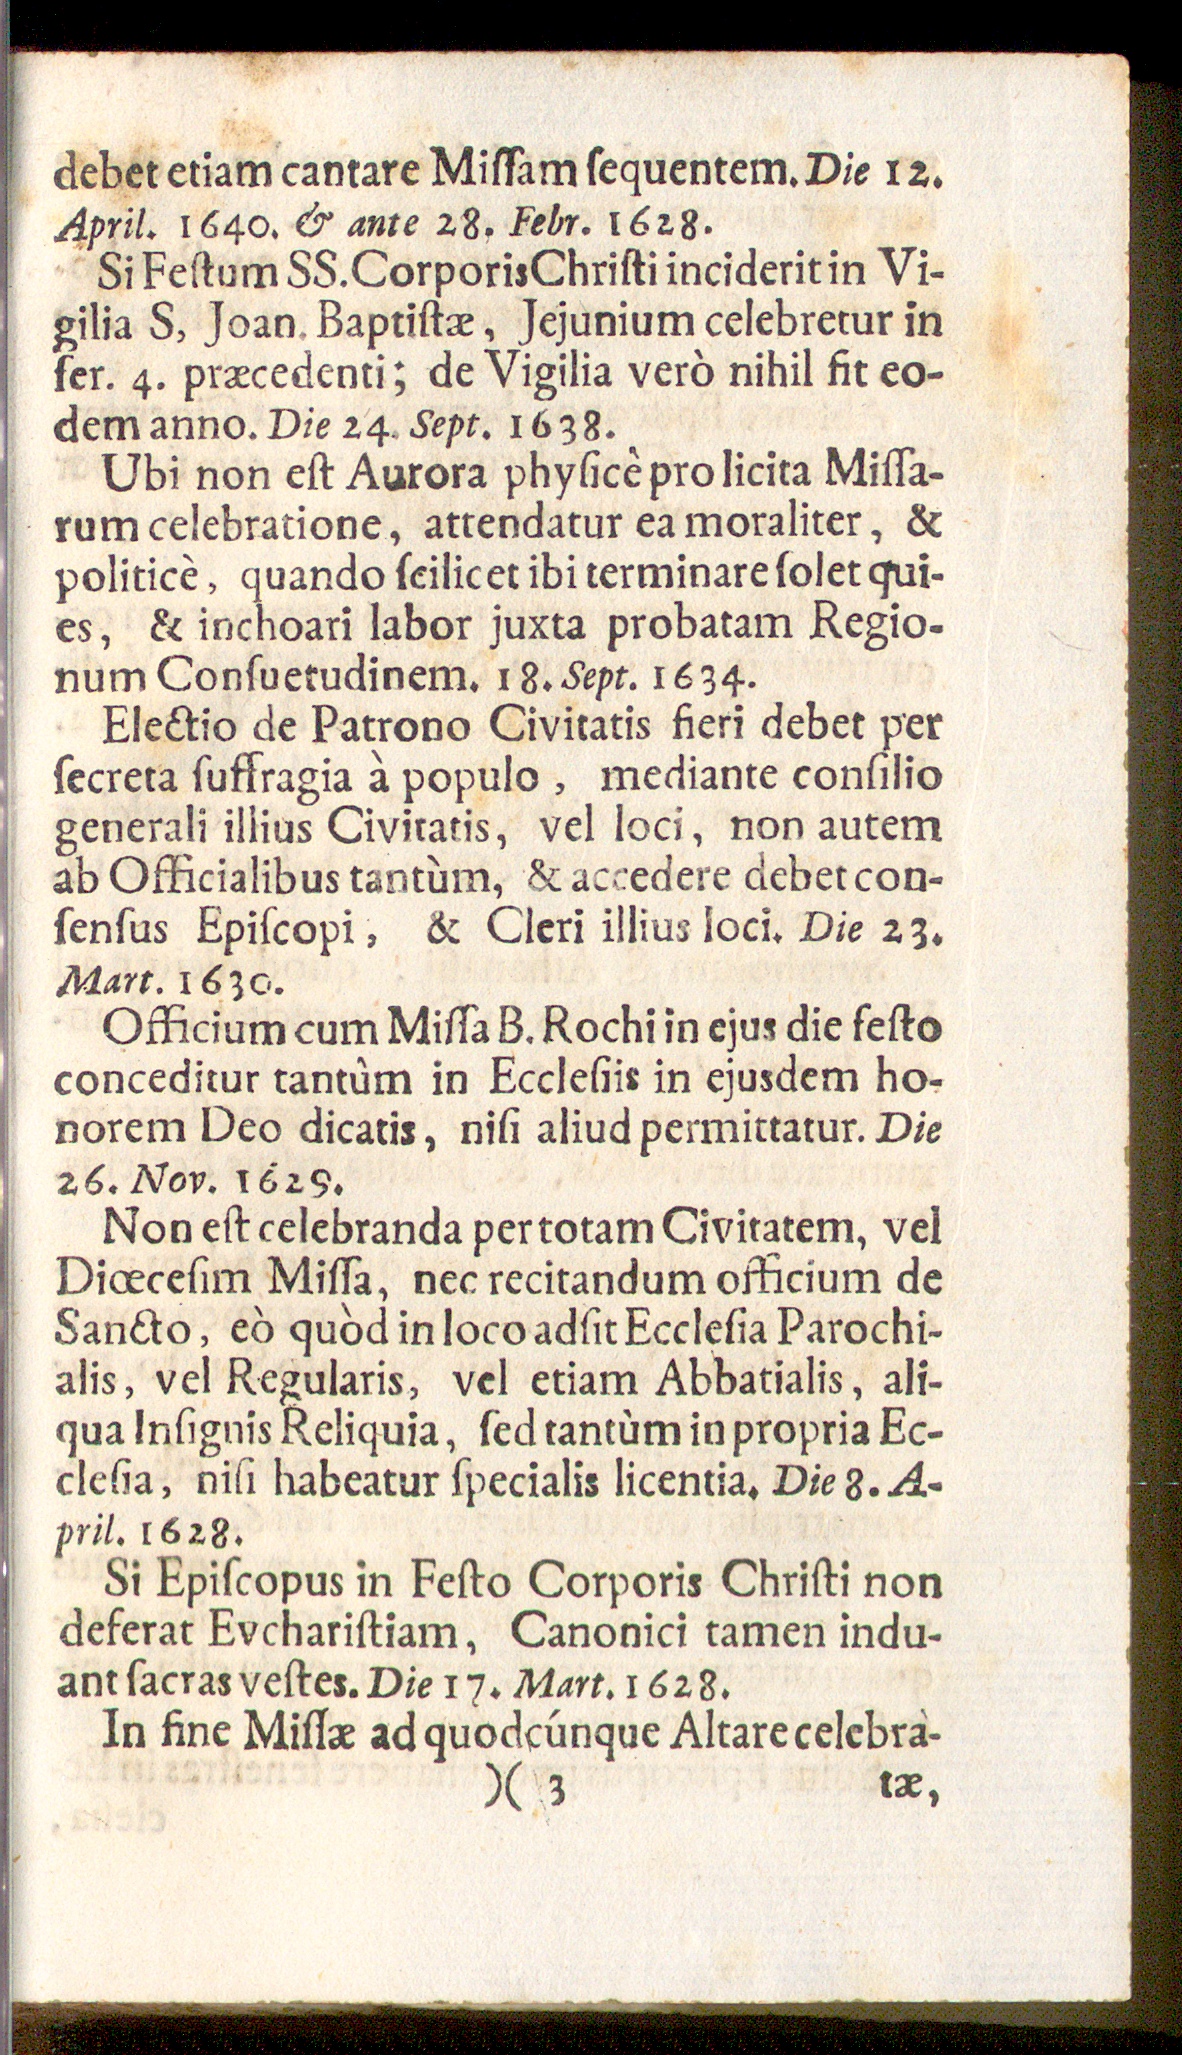 debet etiam cantare Miſſam ſequentem. Die 12.
April. 1640. & ante 28. Febr. 1628.
Si Feſtum SS. Corporis Chriſti inciderit in Vi-
gilia S, Joan. Baptiſtæ, Jejunium celebretur in
fer. 4. præcedenti; de Vigilia verò nihil fit eo-
dem anno. Die 24. Sept. 1638.
Ubi non eſt Aurora phyſicè pro licita Miſſa-
rum celebratione, attendatur ea moraliter, &
politicè, quando ſcilicet ibi terminare ſolet qui-
es, & inchoari labor juxta probatam Regio-
num Conſuetudinem. 18. Sept. 1634.
Electio de Patrono Civitatis fieri debet per
ſecreta ſuffragia à populo, mediante conſilio
generali illius Civitatis, vel loci, non autem
ab Officialibus tantùm, & accedere debet con-
ſenſus Epiſcopi, & Cleri illius loci. Die 23.
Mart. 1630.
Officium cum Miſſa B. Rochi in ejus die feſto
conceditur tantùm in Eccleſiis in ejusdem ho-
norem Deo dicatis, niſi aliud permittatur. Die
26. Nov. 1629.
Non eſt celebranda per totam Civitatem, vel
Diœceſim Miſſa, nec recitandum officium de
Sancto, eò quòd in loco adſit Eccleſia Parochi-
alis, vel Regularis, vel etiam Abbatialis, ali-
qua Inſignis Reliquia, ſed tantùm in propria Ec-
cleſia, niſi habeatur ſpecialis licentia. Die 8. A-
pril. 1628.
Si Epiſcopus in Feſto Corporis Chriſti non
deferat Evchariſtiam, Canonici tamen indu-
ant ſacras veſtes. Die 17. Mart. 1628.
In fine Miſſæ ad quodcúnque Altare celebra-
)( 3 tæ,